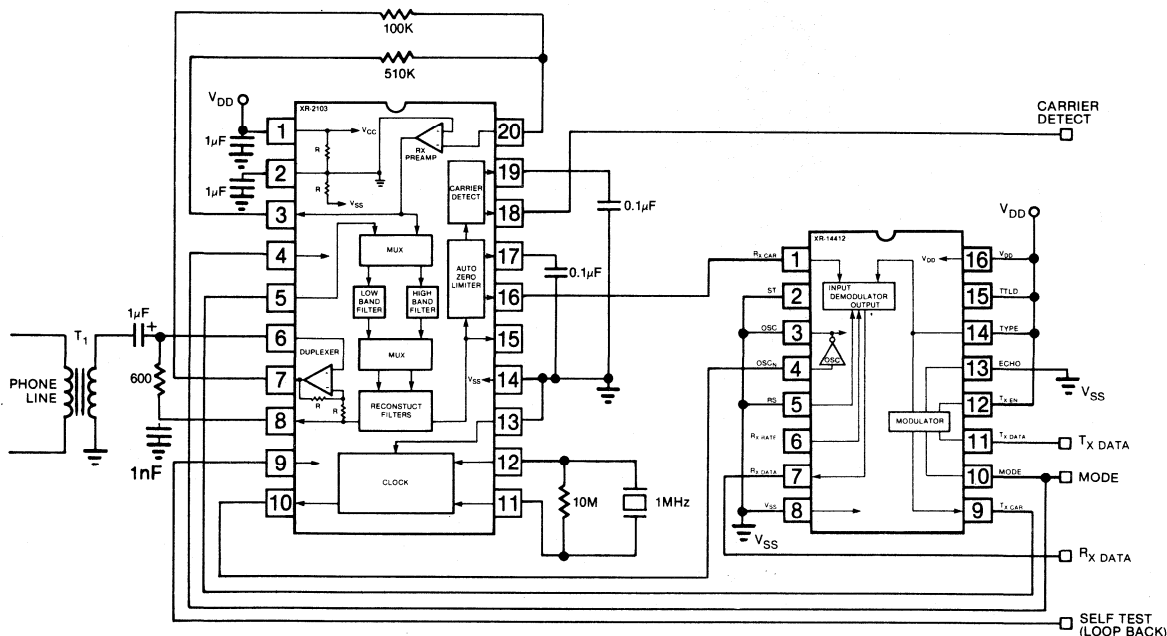 100K
510K
V_DD
1µF
1µF
XR-2103
1
2
3
4
5
6
7
8
9
10
20
19
18
17
16
15
14
13
12
11
R
V_CC
R
V_SS
RX
PREAMP
CARRIER
DETECT
MUX
LOW
BAND
FILTER
HIGH
BAND
FILTER
AUTO
ZERO
LIMITER
MUX
DUPLEXER
R
R
RECONSTUCT
FILTERS
V_SS
CLOCK
PHONE
LINE
T_1
1µF
+
600
1nF
0.1µF
0.1µF
10M
1MHz
CARRIER
DETECT
V_DD
XR-14412
R_X CAR
ST
OSC
OSC_N
RS
R_X RATE
R_X DATA
V_SS
1
2
3
4
5
6
7
8
V_SS
INPUT
DEMODULATOR
OUTPUT
V_DD
OSC
MODULATOR
16
15
14
13
12
11
10
9
V_DD
TTLD
TYPE
ECHO
T_X EN
T_X DATA
MODE
T_X CAR
V_SS
T_X DATA
MODE
R_X DATA
SELF TEST
(LOOP BACK)